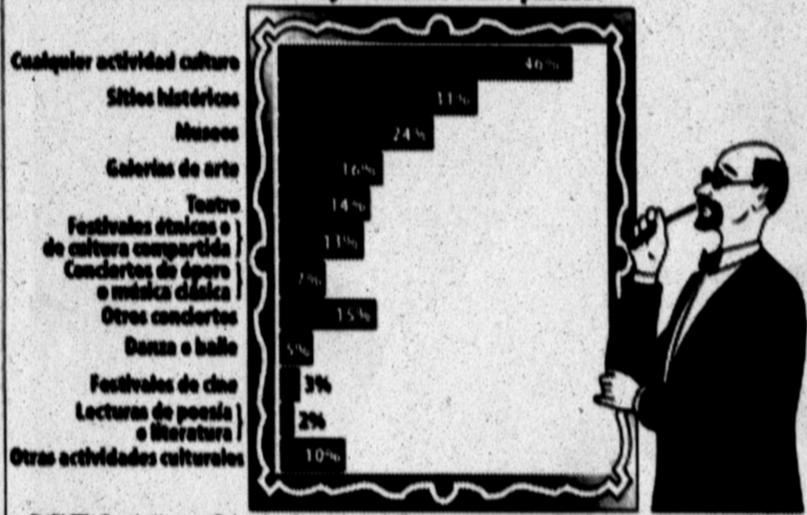 Cualquier actividad cultura 46%
Sitios históricos 31%
Museos 24%
Galerías de arte 16%
Teatro 14%
Festivales étnicos o
de cultura compartida 13%
Conciertos de ópera
o música clásica 7%
Otros conciertos 15%
Danza o baile 5%
Festivales de cine 3%
Lecturas de poesía
o literatura 2%
Otras actividades culturales 10%